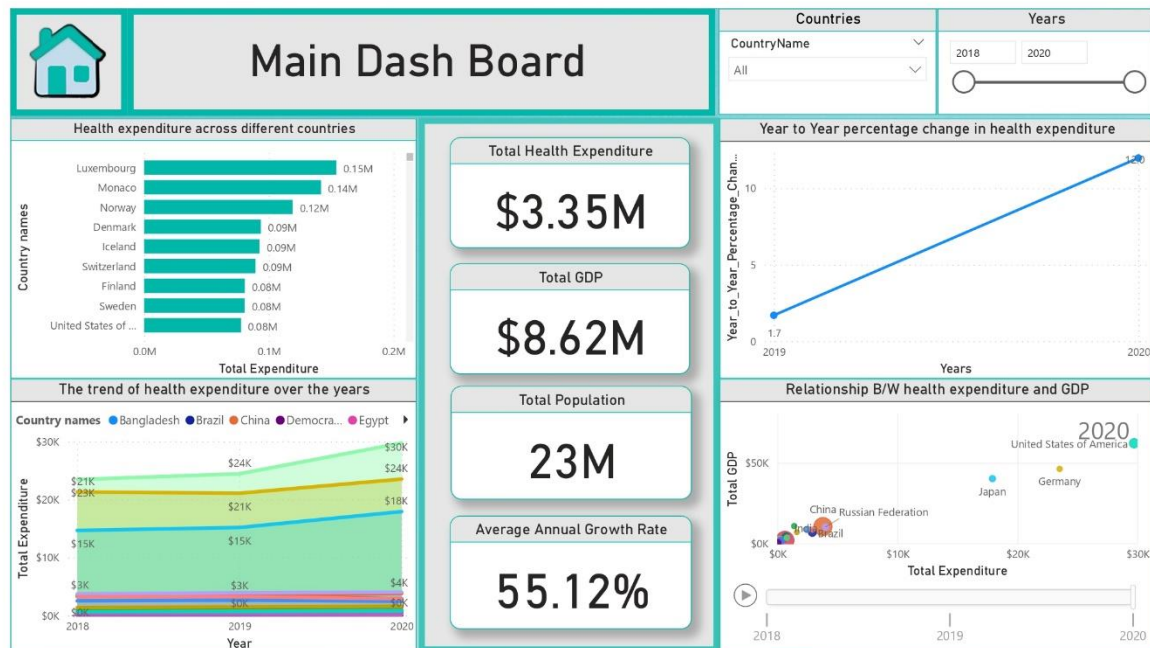 Main Dash Board
Countries
CountryName
All
Years
2018
2020
Health expenditure across different countries
Country names
Luxembourg
0.15M
Monaco
0.14M
Norway
0.12M
Denmark
0.09M
Iceland
0.09M
Switzerland
0.09M
Finland
0.08M
Sweden
0.08M
United States of ...
0.08M
0.0M
0.1M
0.2M
Total Expenditure
Total Health Expenditure
$3.35M
Total GDP
$8.62M
Total Population
23M
Average Annual Growth Rate
55.12%
Year to Year percentage change in health expenditure
Year_to_Year_Percentage_Chan...
10
5
0
12.0
1.7
2019
2020
Years
The trend of health expenditure over the years
Country names
Bangladesh
Brazil
China
Democra...
Egypt
Total Expenditure
$30K
$20K
$10K
$0K
$21K
$23K
$15K
$3K
$0K
$24K
$21K
$15K
$3K
$0K
$30K
$24K
$18K
$4K
$0K
2018
2019
2020
Year
Relationship B/W health expenditure and GDP
2020
United States of America
Germany
Japan
China
Russian Federation
India
Brazil
Total GDP
$50K
$0K
$0K
$10K
$20K
$30K
Total Expenditure
2018
2019
2020